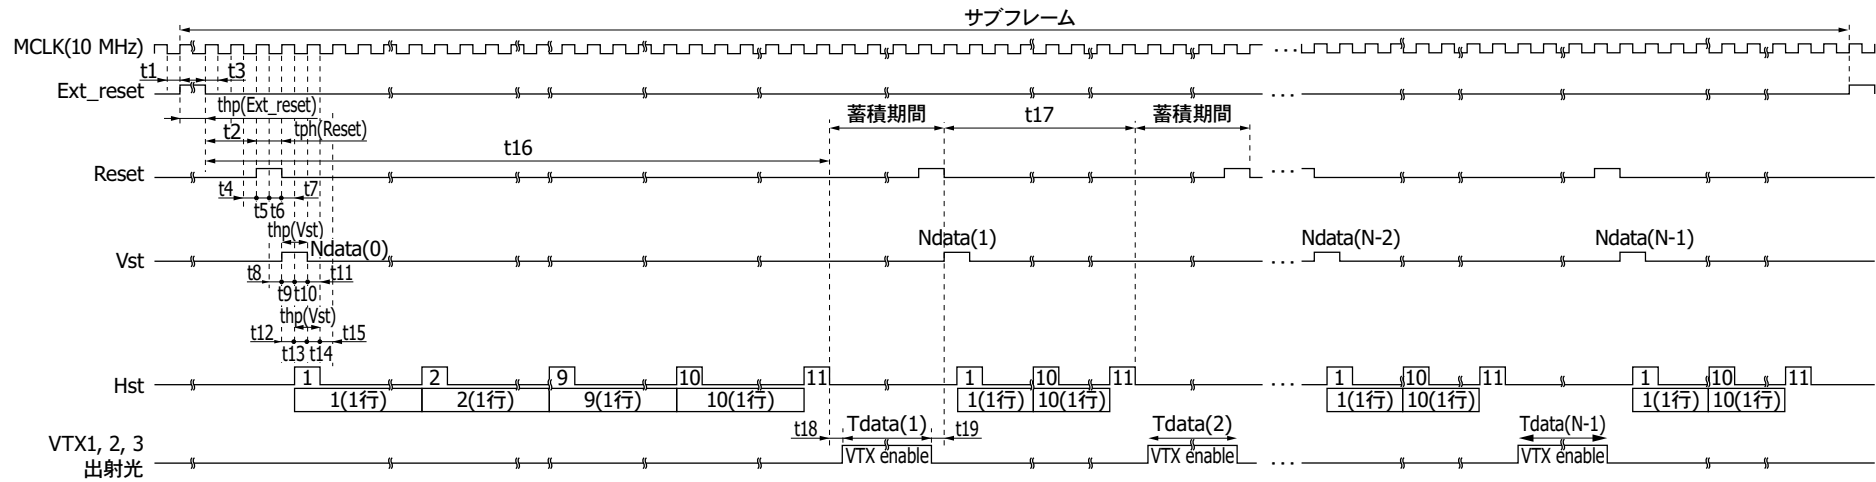 サブフレーム
MCLK(10 MHz)
t1
t3
Ext_reset
thp(Ext_reset)
蓄積期間
t17
蓄積期間
t2
tph(Reset)
t16
Reset
t4
t7
t5 t6
thp(Vst)
Ndata(0)
Ndata(1)
Ndata(N-2)
Ndata(N-1)
Vst
t8
t11
t9 t10
thp(Vst)
t12
t15
t13 t14
Hst
1
2
9
10
11
1
10
11
1
10
11
1
10
11
1(1行)
2(1行)
9(1行)
10(1行)
1(1行)
10(1行)
1(1行)
10(1行)
1(1行)
10(1行)
t18
Tdata(1)
t19
Tdata(2)
Tdata(N-1)
VTX1, 2, 3
出射光
VTX enable
VTX enable
VTX enable